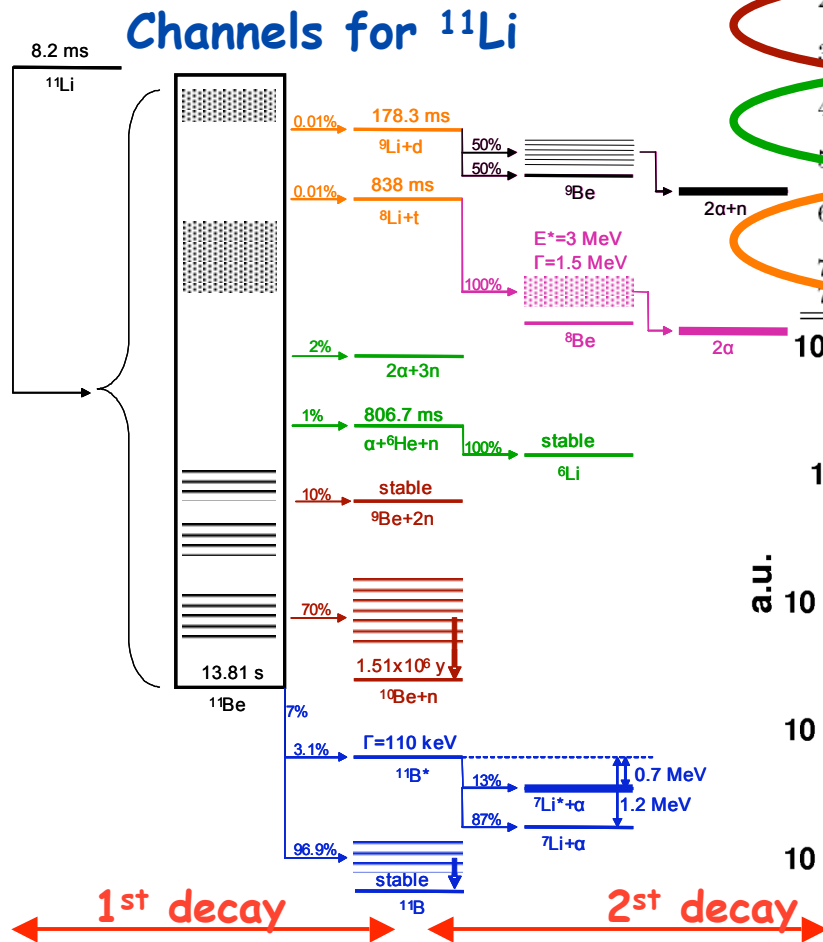 Channels for ¹¹Li
8.2 ms
¹¹Li
0.01%
178.3 ms
⁹Li+d
50%
50%
⁹Be
2α+n
0.01%
838 ms
⁸Li+t
E*=3 MeV
Γ=1.5 MeV
100%
⁸Be
2α
10
2%
2α+3n
1%
806.7 ms
α+⁶He+n
100%
stable
⁶Li
1
10%
stable
⁹Be+2n
a.u.
10
70%
1.51x10⁶ y
¹⁰Be+n
13.81 s
¹¹Be
7%
10
3.1%
Γ=110 keV
¹¹B*
13%
⁷Li*+α
0.7 MeV
1.2 MeV
87%
⁷Li+α
96.9%
10
stable
¹¹B
1st decay
2st decay